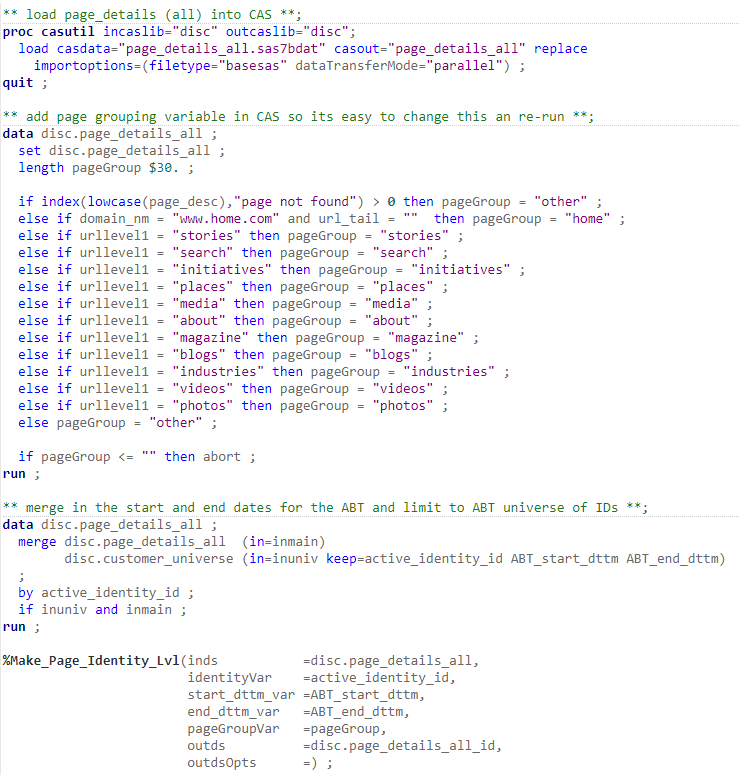 ** load page_details (all) into CAS **;
proc casutil incaslib="disc" outcaslib="disc";
  load casdata="page_details_all.sas7bdat" casout="page_details_all" replace
    importoptions=(filetype="basesas" dataTransferMode="parallel") ;
quit ;

** add page grouping variable in CAS so its easy to change this an re-run **;
data disc.page_details_all ;
  set disc.page_details_all ;
  length pageGroup $30. ;

  if index(lowcase(page_desc),"page not found") > 0 then pageGroup = "other" ;
  else if domain_nm = "www.home.com" and url_tail = ""  then pageGroup = "home" ;
  else if urllevel1 = "stories" then pageGroup = "stories" ;
  else if urllevel1 = "search" then pageGroup = "search" ;
  else if urllevel1 = "initiatives" then pageGroup = "initiatives" ;
  else if urllevel1 = "places" then pageGroup = "places" ;
  else if urllevel1 = "media" then pageGroup = "media" ;
  else if urllevel1 = "about" then pageGroup = "about" ;
  else if urllevel1 = "magazine" then pageGroup = "magazine" ;
  else if urllevel1 = "blogs" then pageGroup = "blogs" ;
  else if urllevel1 = "industries" then pageGroup = "industries" ;
  else if urllevel1 = "videos" then pageGroup = "videos" ;
  else if urllevel1 = "photos" then pageGroup = "photos" ;
  else pageGroup = "other" ;

  if pageGroup <= "" then abort ;
run ;

** merge in the start and end dates for the ABT and limit to ABT universe of IDs **;
data disc.page_details_all ;
  merge disc.page_details_all  (in=inmain)
        disc.customer_universe (in=inuniv keep=active_identity_id ABT_start_dttm ABT_end_dttm)
  ;
  by active_identity_id ;
  if inuniv and inmain ;
run ;

%Make_Page_Identity_Lvl(inds           =disc.page_details_all,
                        identityVar    =active_identity_id,
                        start_dttm_var =ABT_start_dttm,
                        end_dttm_var   =ABT_end_dttm,
                        pageGroupVar   =pageGroup,
                        outds          =disc.page_details_all_id,
                        outdsOpts      =) ;